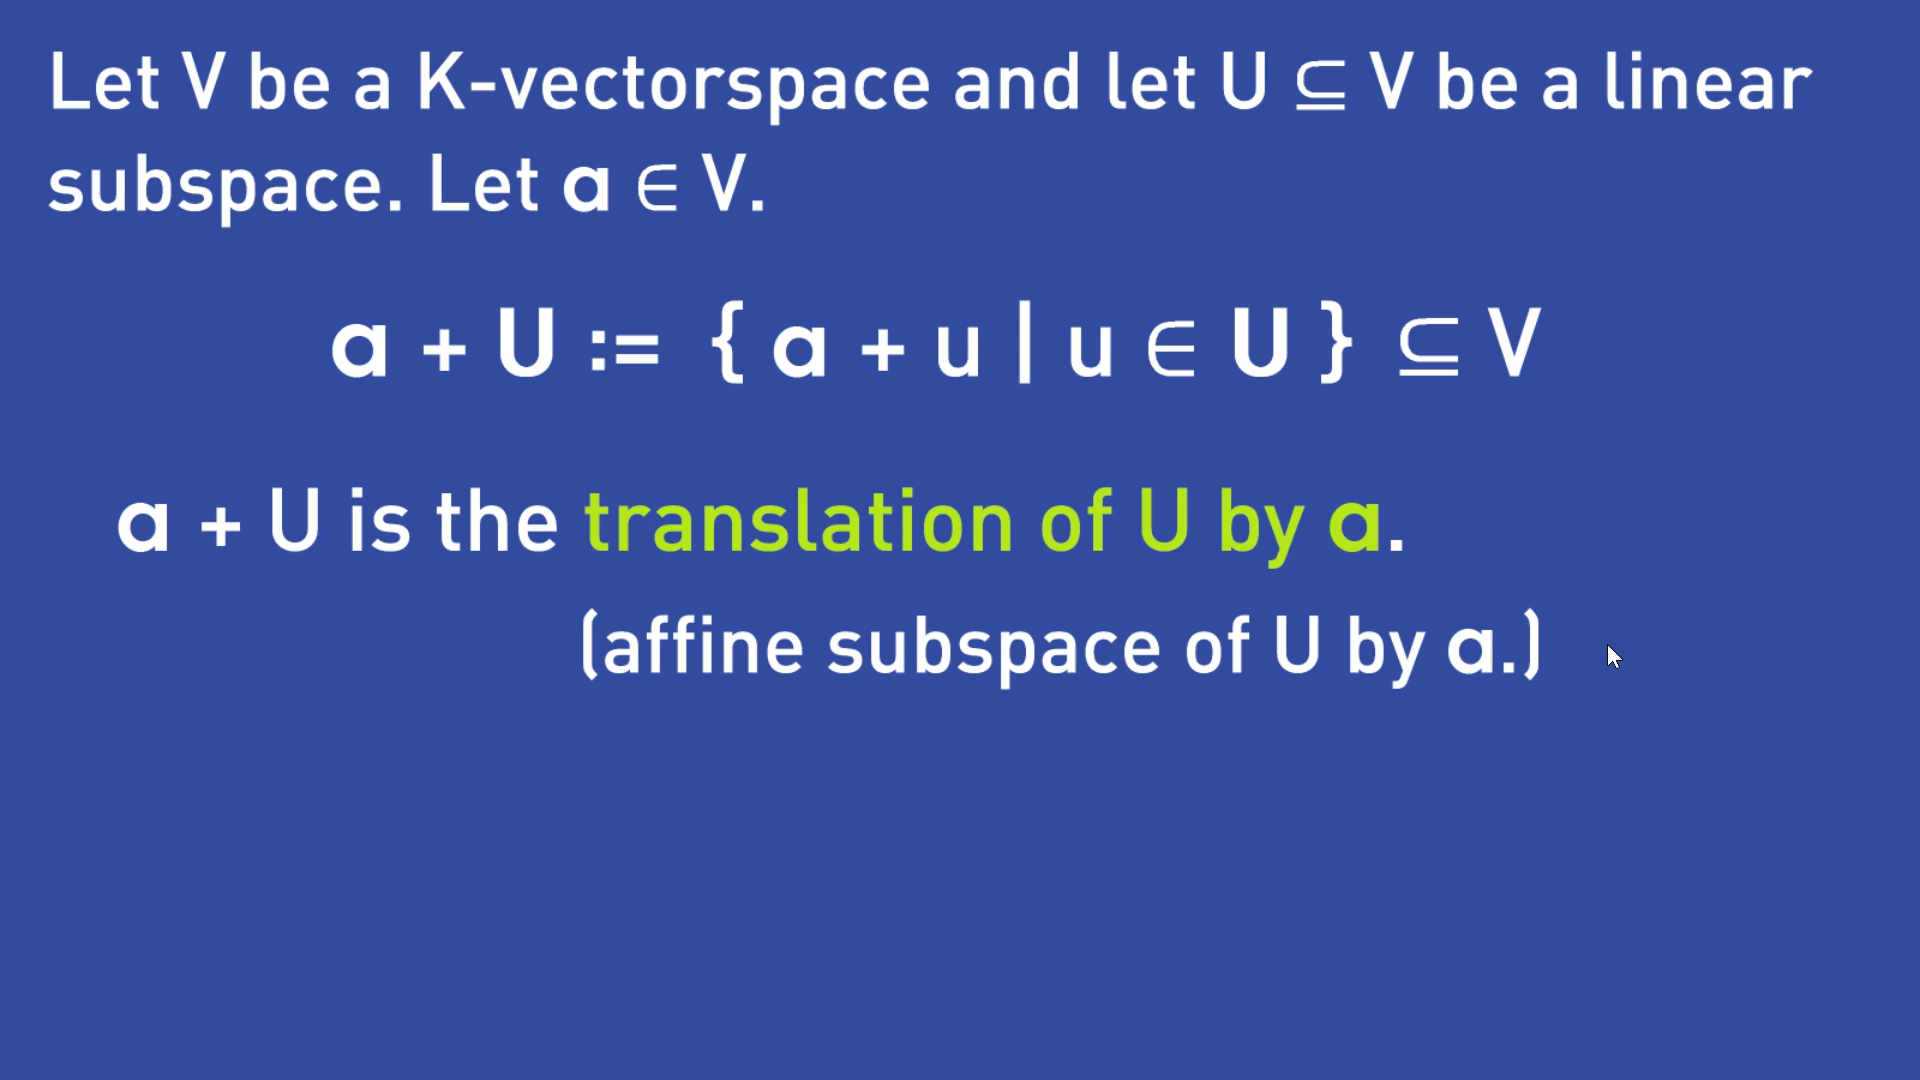 Let V be a K-vectorspace and let U ⊆ V be a linear
subspace. Let a ∈ V.
a + U := { a + u | u ∈ U } ⊆ V
a + U is the translation of U by a.
(affine subspace of U by a.)